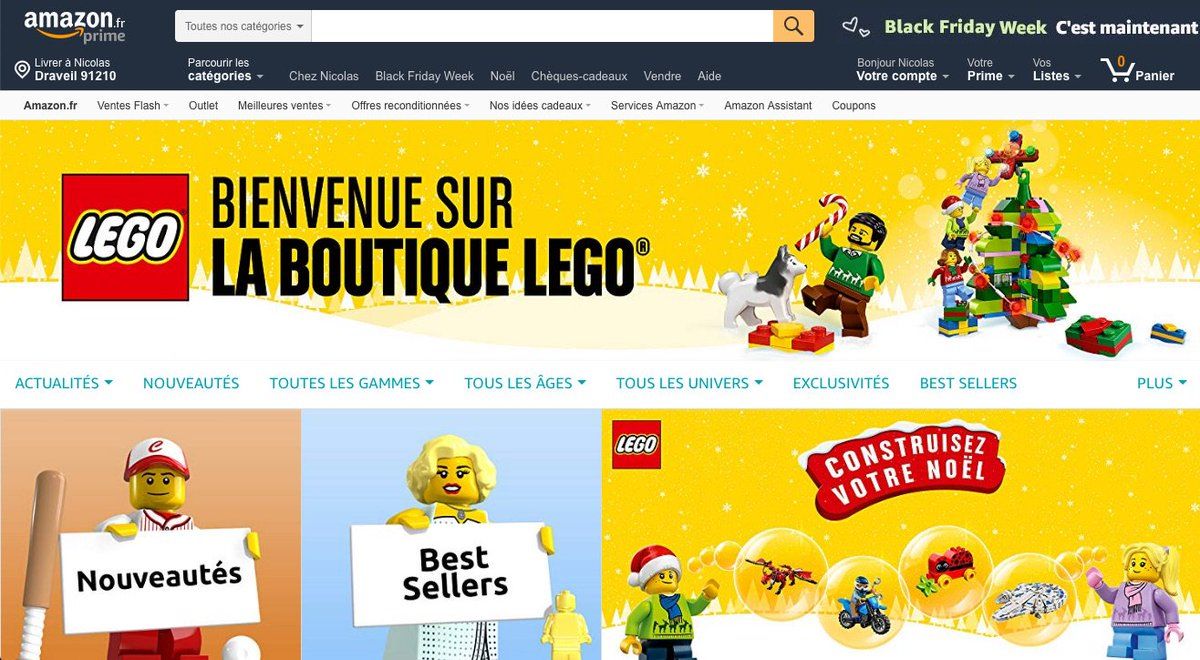 amazon.fr
prime
Toutes nos catégories
Black Friday Week C'est maintenant
Livrer à Nicolas
Draveil 91210
Parcourir les
catégories
Chez Nicolas
Black Friday Week
Noël
Chèques-cadeaux
Vendre
Aide
Bonjour Nicolas
Votre compte
Votre
Prime
Vos
Listes
0
Panier
Amazon.fr
Ventes Flash
Outlet
Meilleures ventes
Offres reconditionnées
Nos idées cadeaux
Services Amazon
Amazon Assistant
Coupons
LEGO
BIENVENUE SUR
LA BOUTIQUE LEGO®
ACTUALITÉS
NOUVEAUTÉS
TOUTES LES GAMMES
TOUS LES ÂGES
TOUS LES UNIVERS
EXCLUSIVITÉS
BEST SELLERS
PLUS
C
Nouveautés
Best
Sellers
LEGO
CONSTRUISEZ
VOTRE NOËL